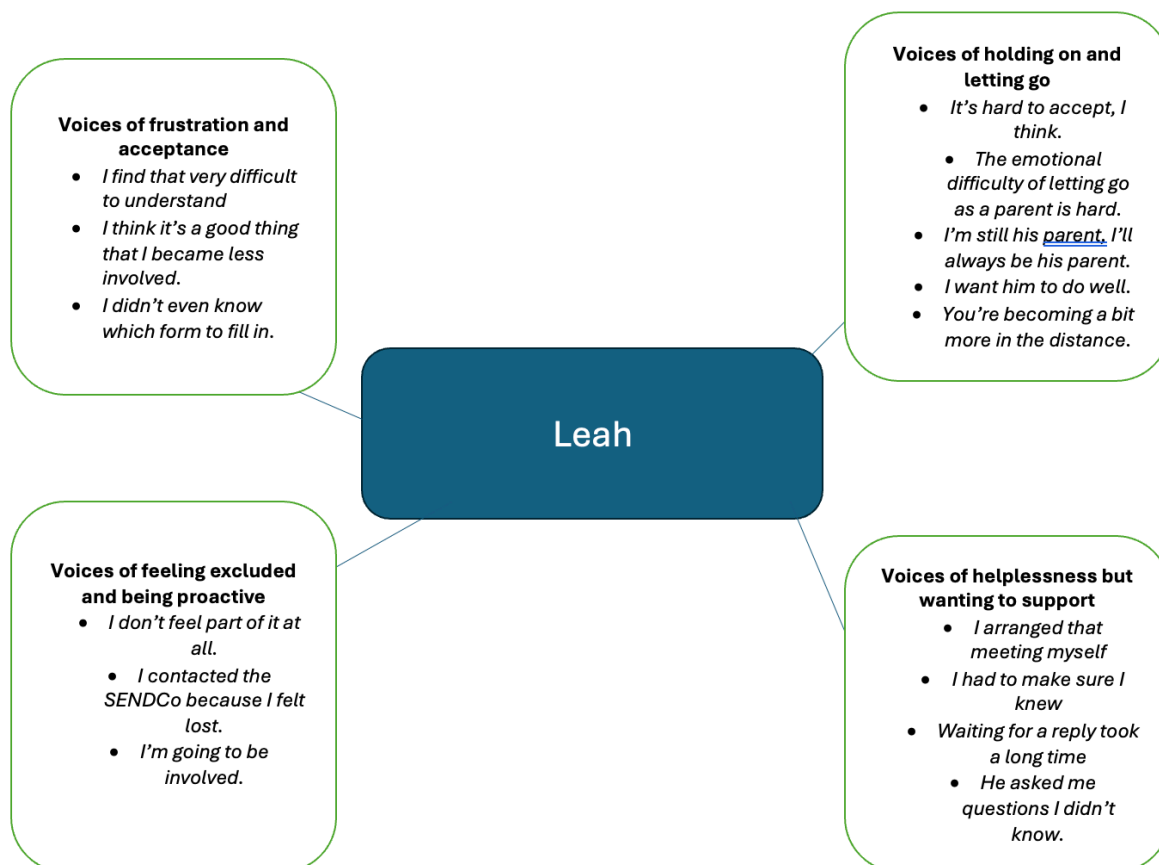 Voices of frustration and
acceptance
• I find that very difficult
to understand
• I think it's a good thing
that I became less
involved.
• I didn't even know
which form to fill in.
Voices of holding on and
letting go
• It's hard to accept, I
think.
• The emotional
difficulty of letting go
as a parent is hard.
• I'm still his parent, I'll
always be his parent.
• I want him to do well.
• You're becoming a bit
more in the distance.
Leah
Voices of feeling excluded
and being proactive
• I don't feel part of it at
all.
• I contacted the
SENDCo because I felt
lost.
• I'm going to be
involved.
Voices of helplessness but
wanting to support
• I arranged that
meeting myself
• I had to make sure I
knew
• Waiting for a reply took
a long time
• He asked me
questions I didn't
know.